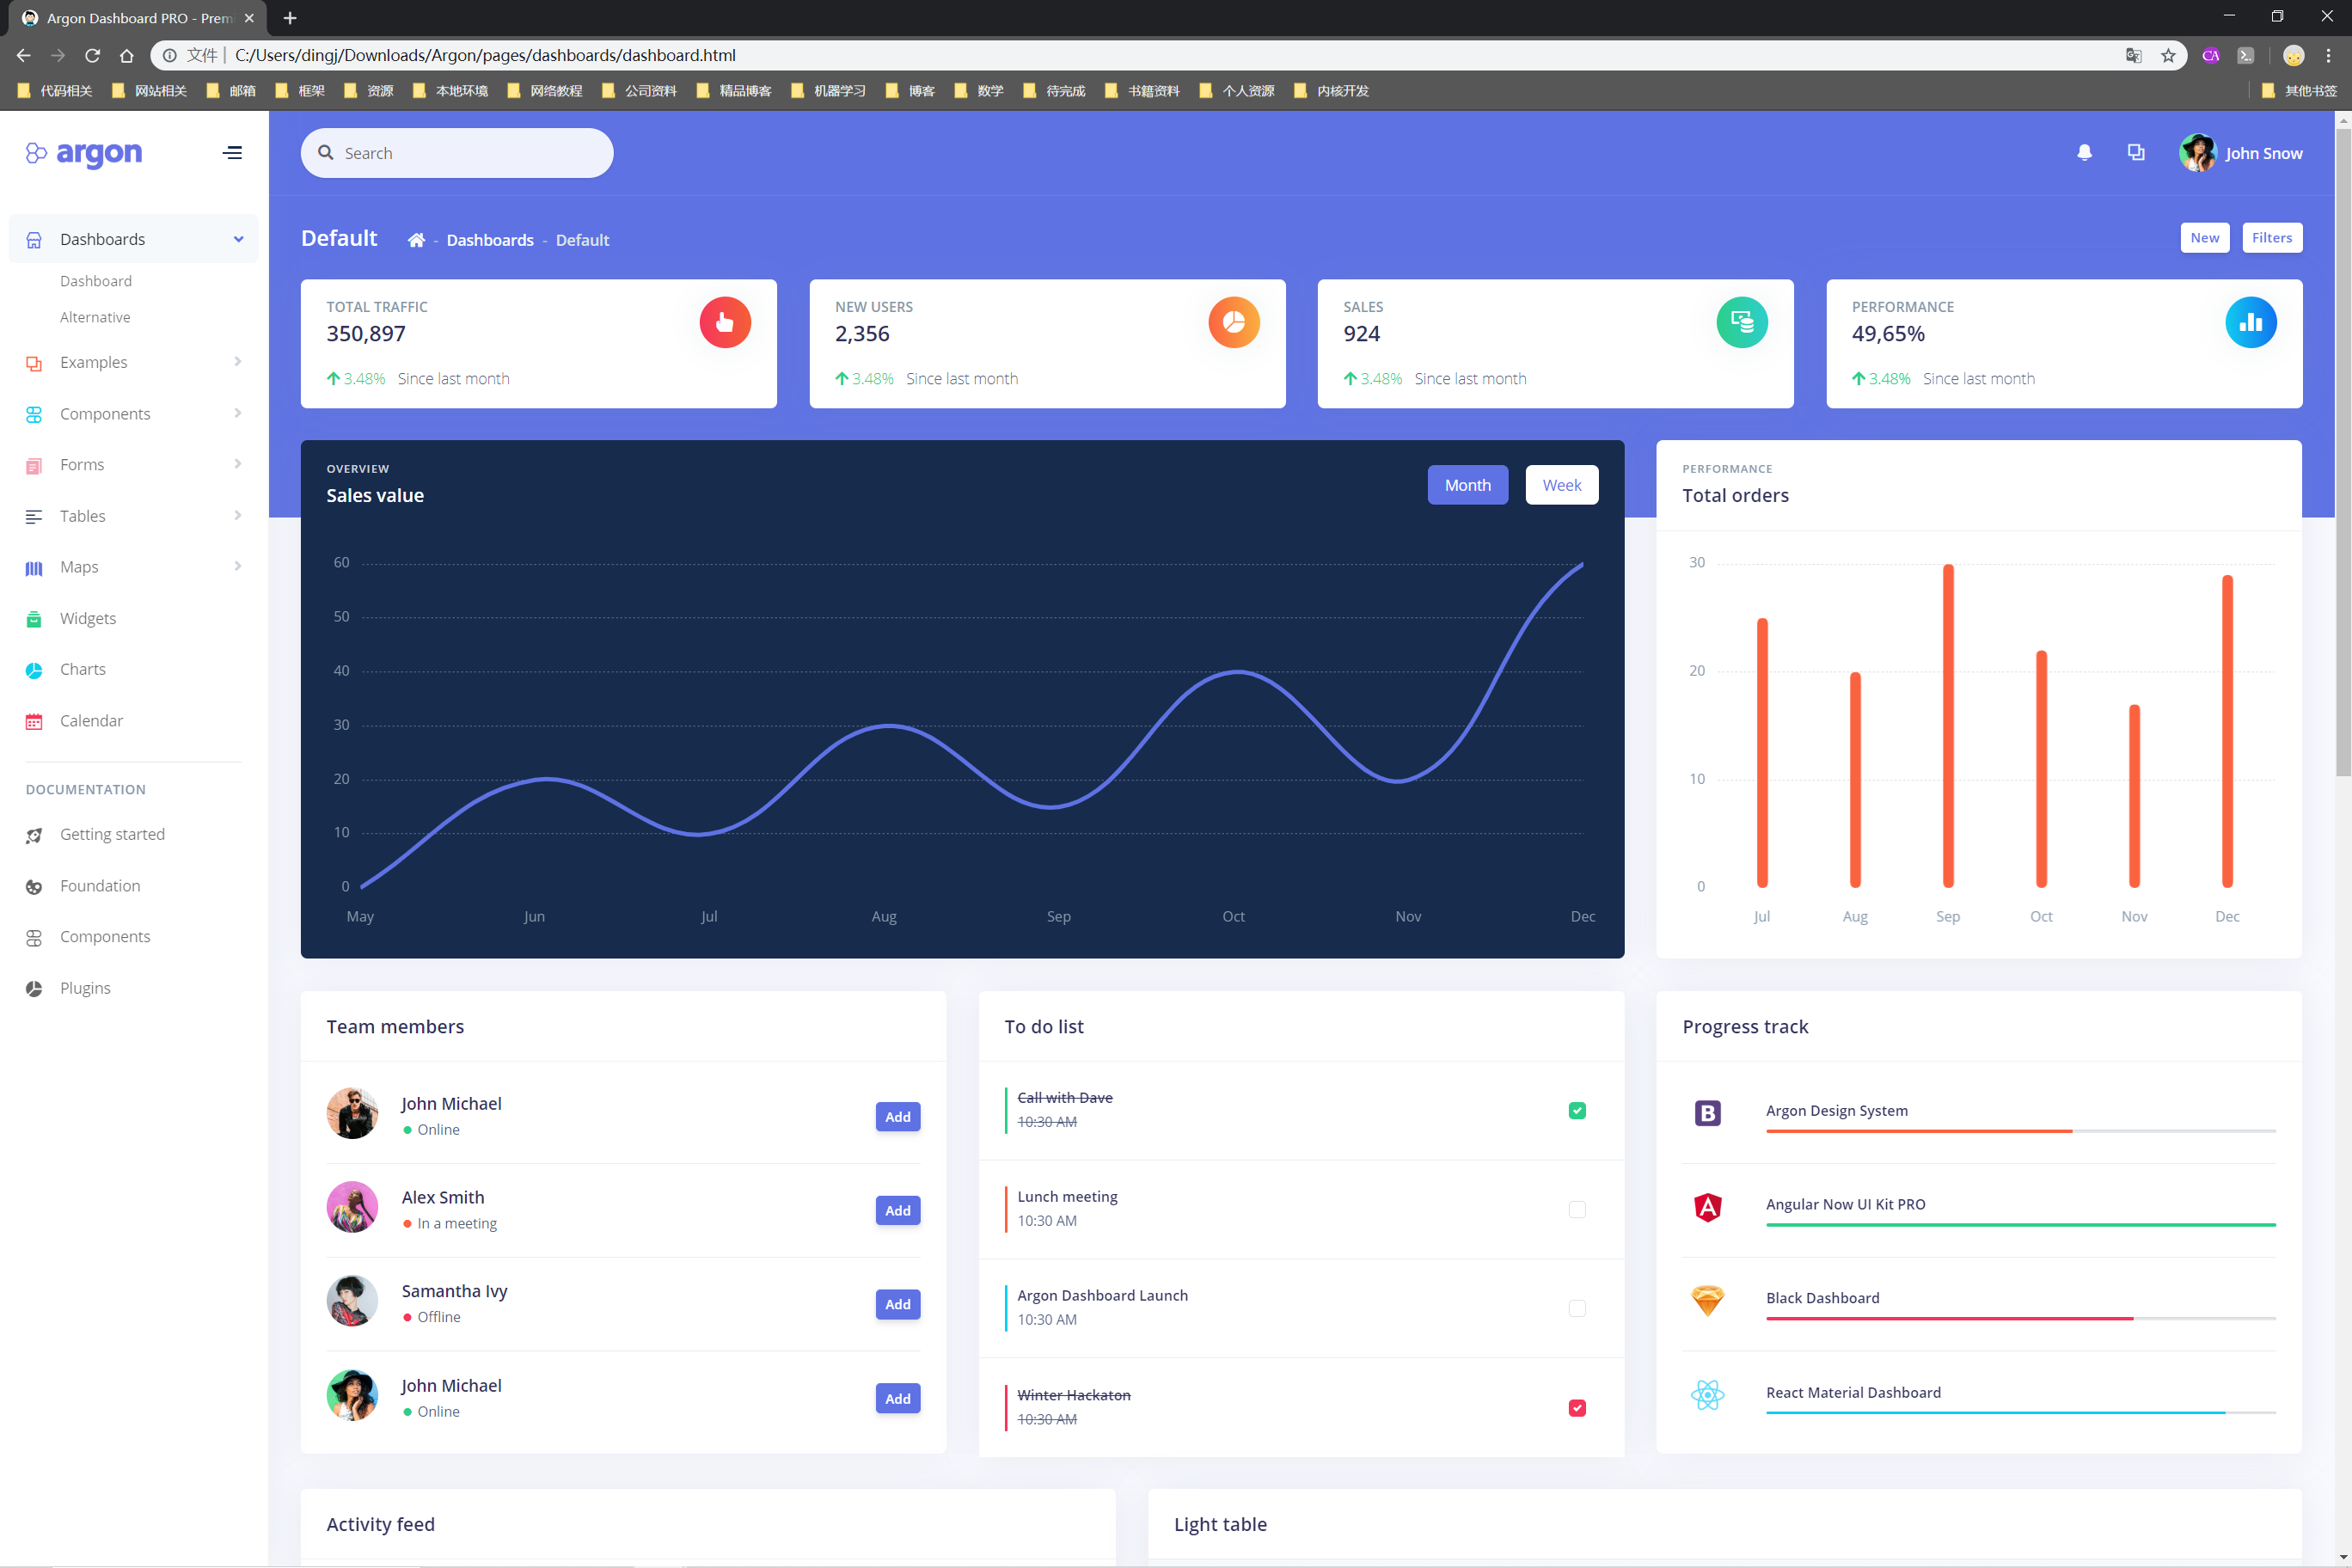 Argon Dashboard PRO - Prem
文件 | C:/Users/dingj/Downloads/Argon/pages/dashboards/dashboard.html
CA
代码相关 网站相关 邮箱 框架 资源 本地环境 网络教程 公司资料 精品博客 机器学习 博客 数学 待完成 书籍资料 个人资源 内核开发 其他书签
argon
Search
John Snow
Dashboards
Dashboard
Alternative
Examples
Components
Forms
Tables
Maps
Widgets
Charts
Calendar
DOCUMENTATION
Getting started
Foundation
Components
Plugins
Default - Dashboards - Default
New Filters
TOTAL TRAFFIC
350,897
3.48% Since last month
NEW USERS
2,356
3.48% Since last month
SALES
924
3.48% Since last month
PERFORMANCE
49,65%
3.48% Since last month
OVERVIEW
Sales value
Month Week
60
50
40
30
20
10
0
May Jun Jul Aug Sep Oct Nov Dec
PERFORMANCE
Total orders
30
20
10
0
Jul Aug Sep Oct Nov Dec
Team members
John Michael
Online
Add
Alex Smith
In a meeting
Add
Samantha Ivy
Offline
Add
John Michael
Online
Add
To do list
Call with Dave
10:30 AM
Lunch meeting
10:30 AM
Argon Dashboard Launch
10:30 AM
Winter Hackaton
10:30 AM
Progress track
B
Argon Design System
A
Angular Now UI Kit PRO
Black Dashboard
React Material Dashboard
Activity feed
Light table